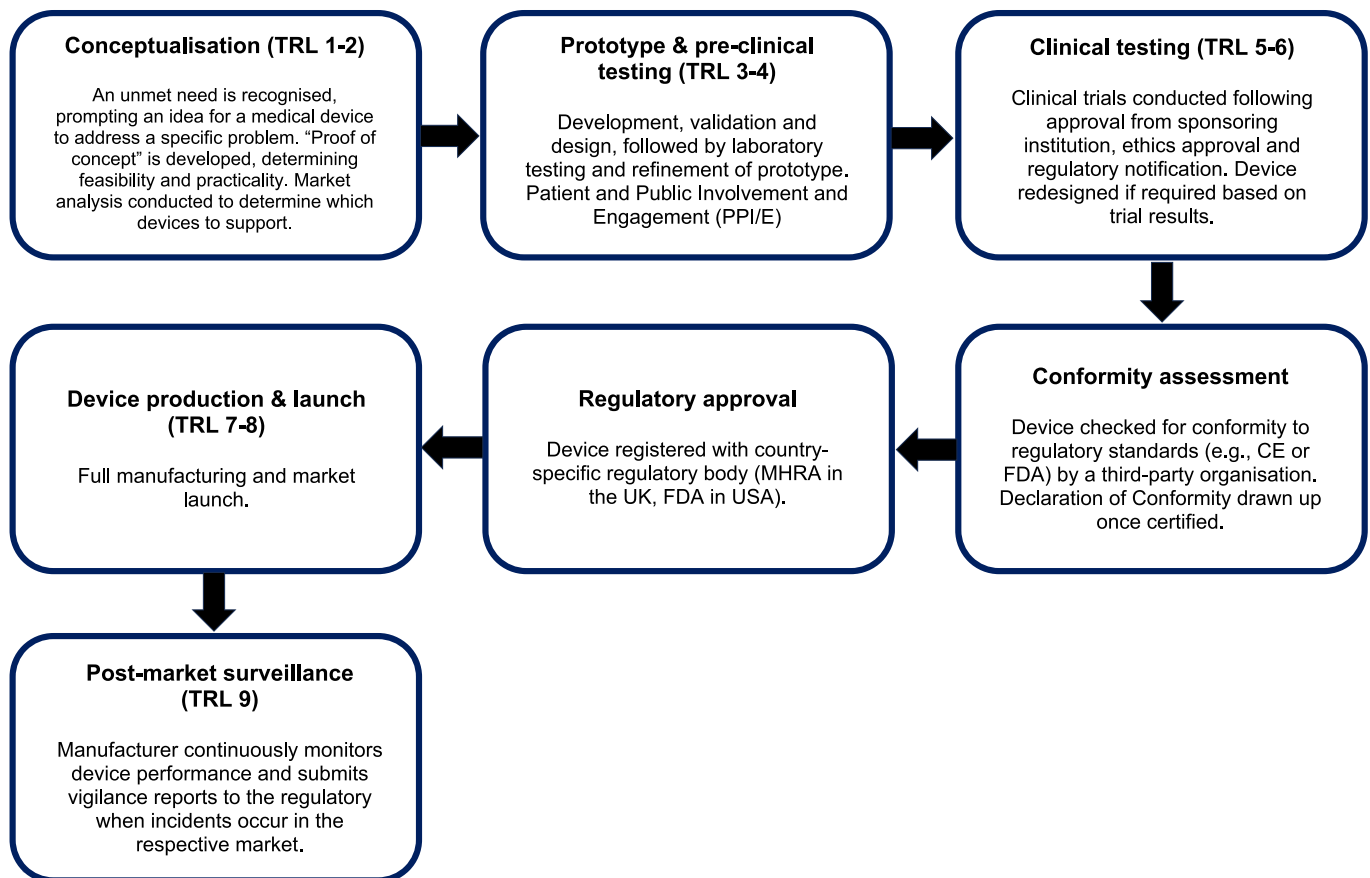 Conceptualisation (TRL 1-2)
An unmet need is recognised,
prompting an idea for a medical device
to address a specific problem. “Proof of
concept” is developed, determining
feasibility and practicality. Market
analysis conducted to determine which
devices to support.
Prototype & pre-clinical
testing (TRL 3-4)
Development, validation and
design, followed by laboratory
testing and refinement of prototype.
Patient and Public Involvement and
Engagement (PPI/E)
Clinical testing (TRL 5-6)
Clinical trials conducted following
approval from sponsoring
institution, ethics approval and
regulatory notification. Device
redesigned if required based on
trial results.
Conformity assessment
Device checked for conformity
to regulatory standards (e.g., CE or
FDA) by a third-party organisation.
Declaration of Conformity drawn up
once certified.
Regulatory approval
Device registered with country-
specific regulatory body (MHRA in
the UK, FDA in USA).
Device production & launch
(TRL 7-8)
Full manufacturing and market
launch.
Post-market surveillance
(TRL 9)
Manufacturer continuously monitors
device performance and submits
vigilance reports to the regulatory
when incidents occur in the
respective market.